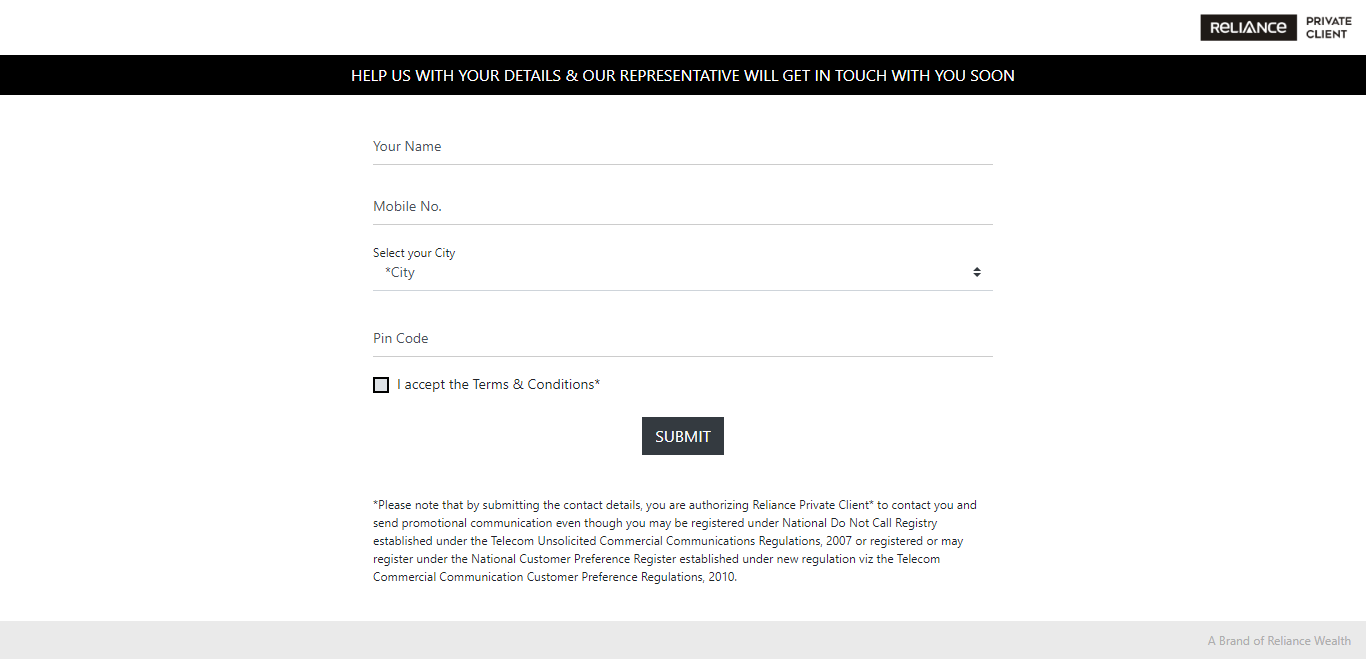 RELIANCE PRIVATE CLIENT
HELP US WITH YOUR DETAILS & OUR REPRESENTATIVE WILL GET IN TOUCH WITH YOU SOON
Your Name
Mobile No.
Select your City
*City
Pin Code
I accept the Terms & Conditions*
SUBMIT
*Please note that by submitting the contact details, you are authorizing Reliance Private Client* to contact you and
send promotional communication even though you may be registered under National Do Not Call Registry
established under the Telecom Unsolicited Commercial Communications Regulations, 2007 or registered or may
register under the National Customer Preference Register established under new regulation viz the Telecom
Commercial Communication Customer Preference Regulations, 2010.
A Brand of Reliance Wealth